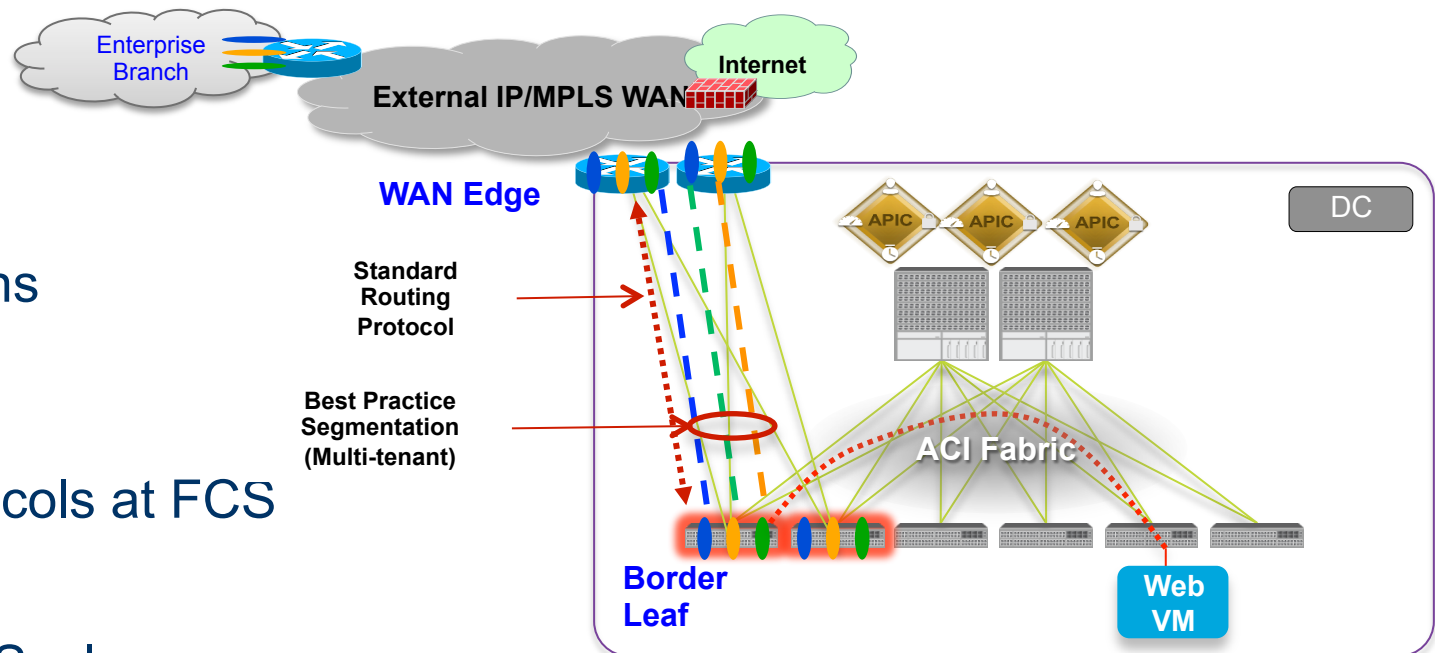 Enterprise
Branch
Internet
External IP/MPLS WAN
WAN Edge
DC
APIC
APIC
APIC
ns
Standard
Routing
Protocol
Best Practice
Segmentation
(Multi-tenant)
ACI Fabric
cols at FCS
Border
Leaf
Web
VM